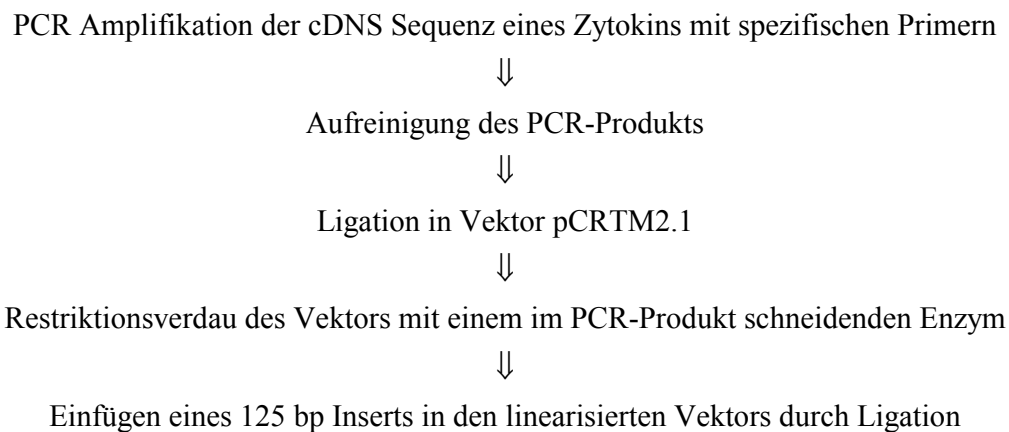 PCR Amplifikation der cDNS Sequenz eines Zytokins mit spezifischen Primern
⇓
Aufreinigung des PCR-Produkts
⇓
Ligation in Vektor pCRTM2.1
⇓
Restriktionsverdau des Vektors mit einem im PCR-Produkt schneidenden Enzym
⇓
Einfügen eines 125 bp Inserts in den linearisierten Vektors durch Ligation